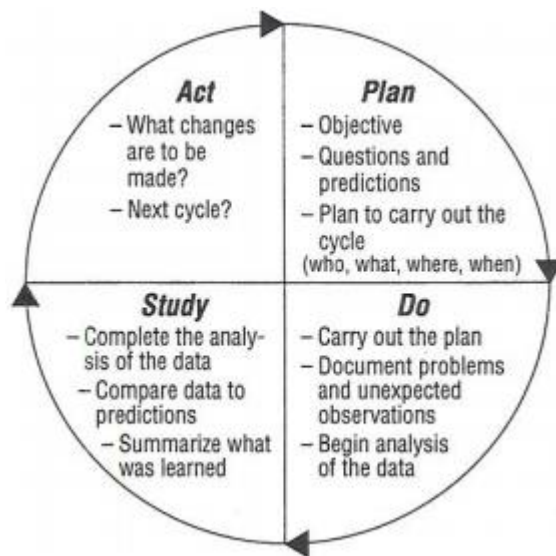 Act
– What changes
are to be
made?
– Next cycle?
Plan
– Objective
– Questions and
predictions
– Plan to carry out the
cycle
(who, what, where, when)
Study
– Complete the analy-
sis of the data
– Compare data to
predictions
– Summarize what
was learned
Do
– Carry out the plan
– Document problems
and unexpected
observations
– Begin analysis
of the data